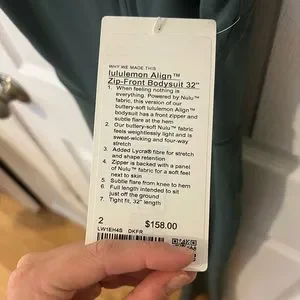 WHY WE MADE THIS
lululemon Align™
Zip-Front Bodysuit 32"
1. When feeling nothing is
everything. Powered by Nulu™
fabric, this version of our
buttery-soft lululemon Align™
bodysuit has a front zipper and
subtle flare at the hem
2. Our buttery-soft Nulu™ fabric
feels weightlessly light and is
sweat-wicking and four-way
stretch
3. Added Lycra® fibre for stretch
and shape retention
4. Zipper is backed with a panel
of Nulu™ fabric for a soft feel
next to skin
5. Subtle flare from knee to hem
6. Full length intended to sit
just off the ground
7. Tight fit, 32" length
2 $158.00
LW1EH4S DKFR